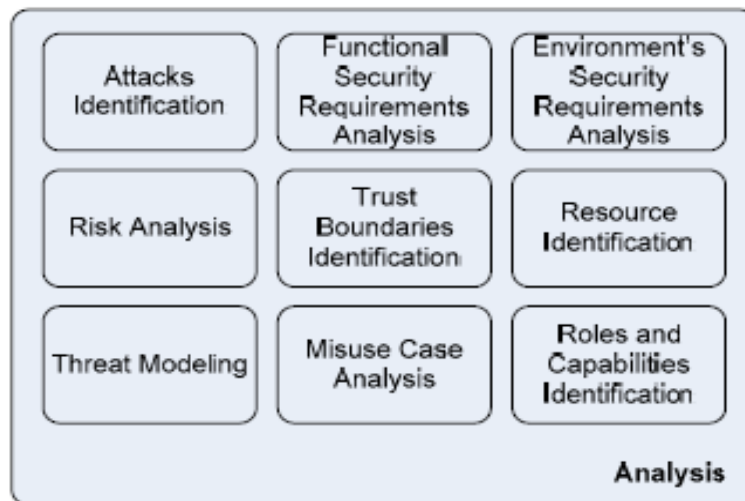 Attacks
Identification
Functional
Security
Requirements
Analysis
Environment's
Security
Requirements
Analysis
Risk Analysis
Trust
Boundaries
Identification
Resource
Identification
Threat Modeling
Misuse Case
Analysis
Roles and
Capabilities
Identification
Analysis